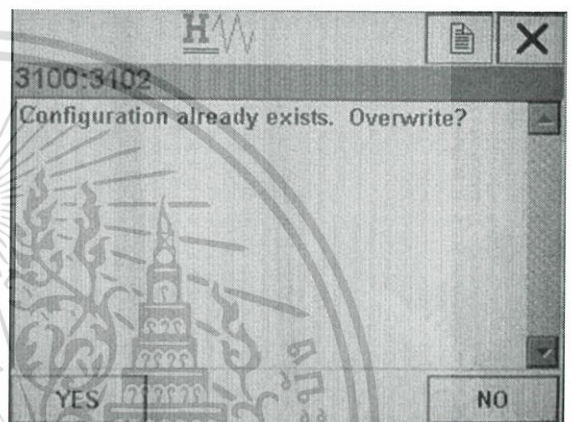 H
3100:3102
Configuration already exists. Overwrite?
YES
NO